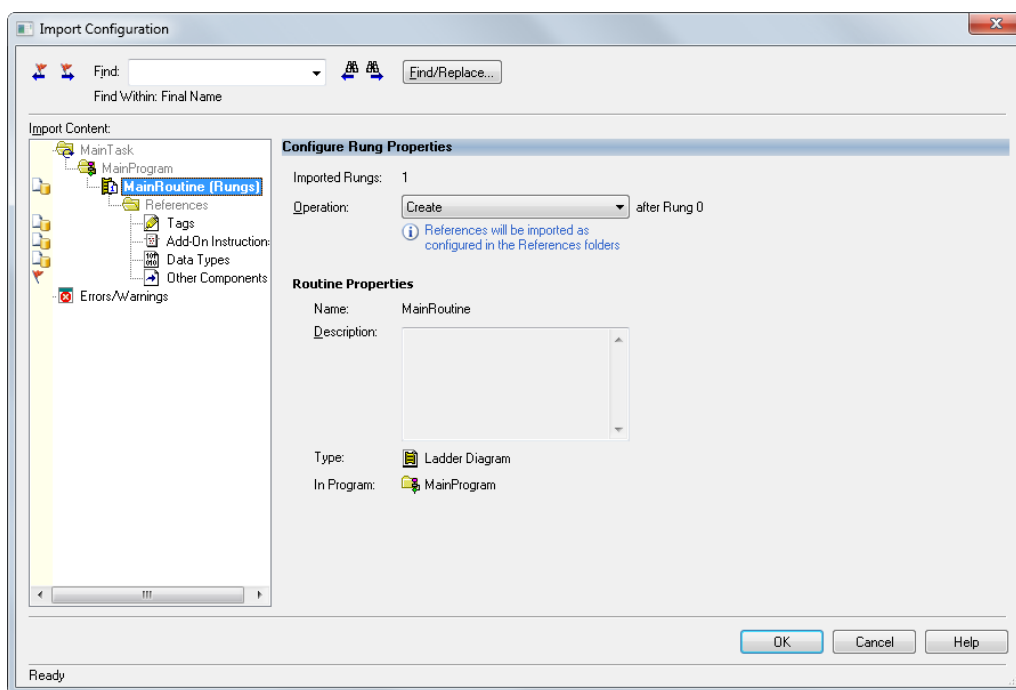 Import Configuration
Find:
Find/Replace...
Find Within: Final Name
Import Content:
MainTask
MainProgram
MainRoutine (Rungs)
References
Tags
Add-On Instruction:
Data Types
Other Components
Errors/Warnings
Configure Rung Properties
Imported Rungs: 1
Operation: Create after Rung 0
References will be imported as
configured in the References folders
Routine Properties
Name: MainRoutine
Description:
Type: Ladder Diagram
In Program: MainProgram
OK Cancel Help
Ready